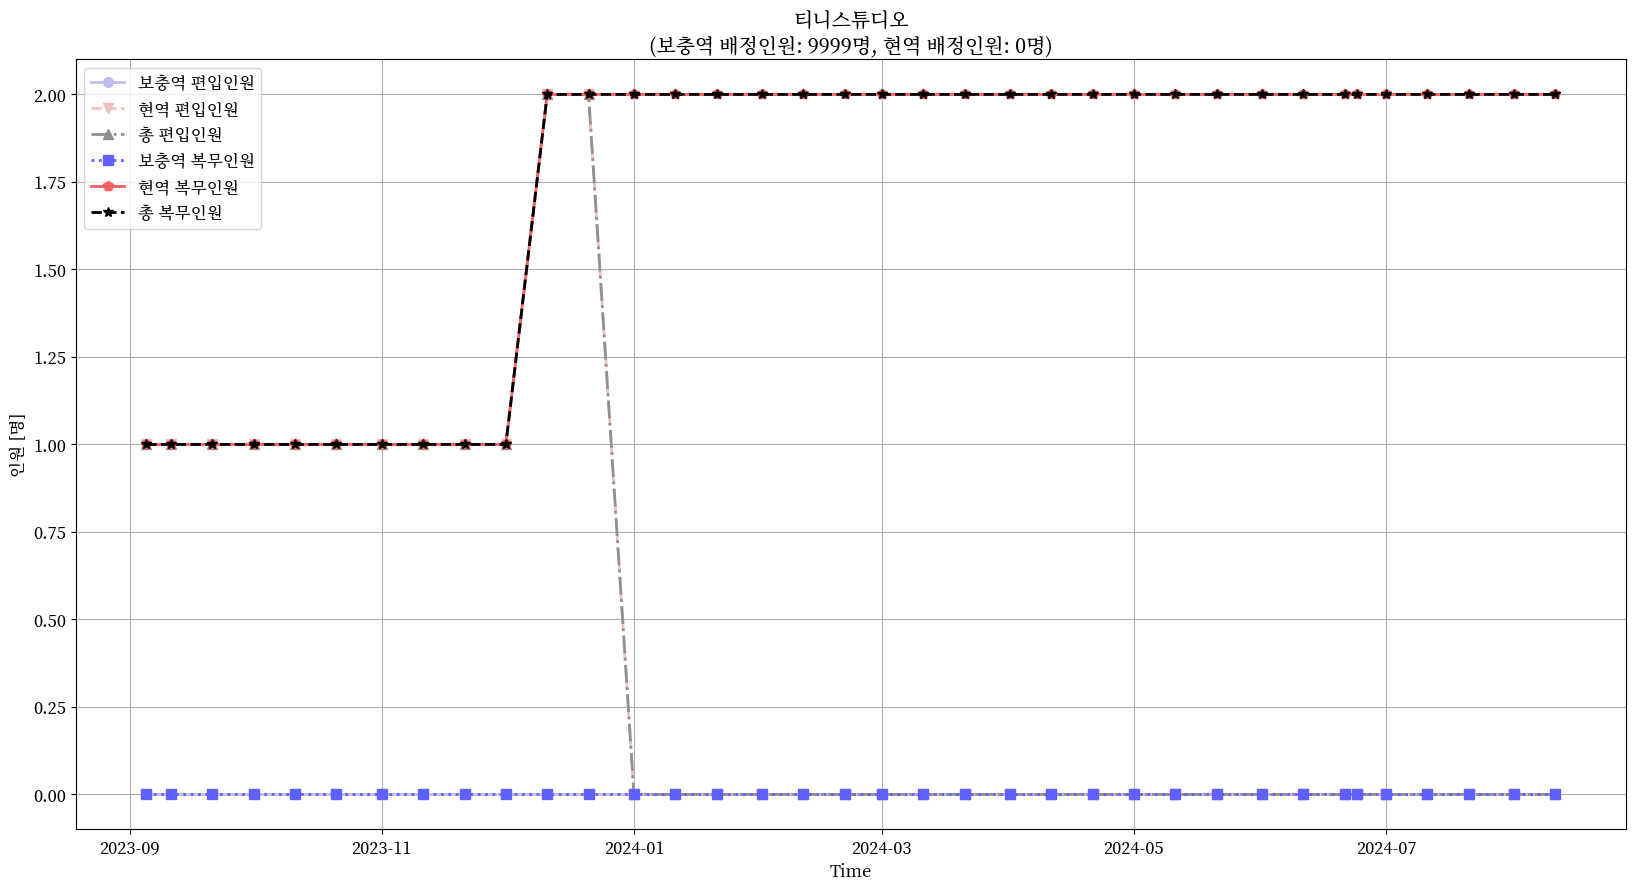 티니스튜디오
(보충역 배정인원: 9999명, 현역 배정인원: 0명)
보충역 편입인원
현역 편입인원
총 편입인원
보충역 복무인원
현역 복무인원
총 복무인원
인원 [명]
2.00
1.75
1.50
1.25
1.00
0.75
0.50
0.25
0.00
2023-09
2023-11
2024-01
2024-03
2024-05
2024-07
Time